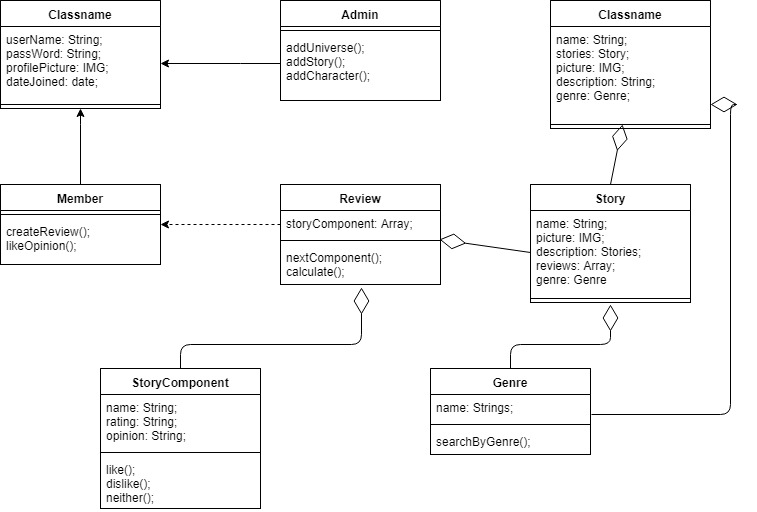 Classname
userName: String;
passWord: String;
profilePicture: IMG;
dateJoined: date;
Admin
addUniverse();
addStory();
addCharacter();
Classname
name: String;
stories: Story;
picture: IMG;
description: String;
genre: Genre;
Member
createReview();
likeOpinion();
Review
storyComponent: Array;
nextComponent();
calculate();
Story
name: String;
picture: IMG;
description: Stories;
reviews: Array;
genre: Genre
StoryComponent
name: String;
rating: String;
opinion: String;
like();
dislike();
neither();
Genre
name: Strings;
searchByGenre();